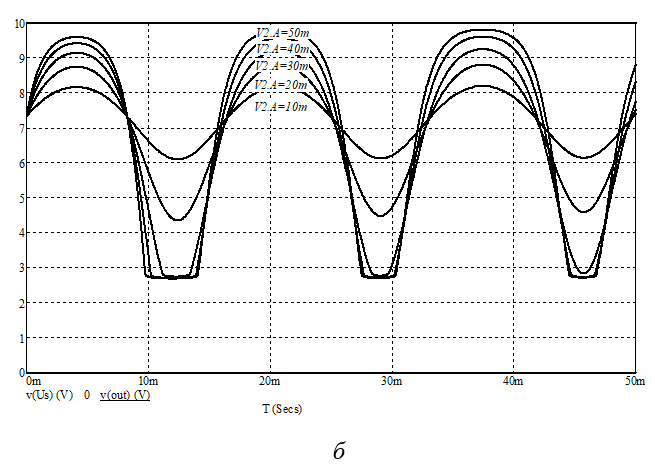 10
V2.A=50m
9
V2.A=40m
V2.A=30m
8
V2.A=20m
V2.A=10m
7
6
5
4
3
2
1
0
0m 10m 20m 30m 40m 50m
v(Us) (V) 0 v(out) (V)
T (Secs)
б